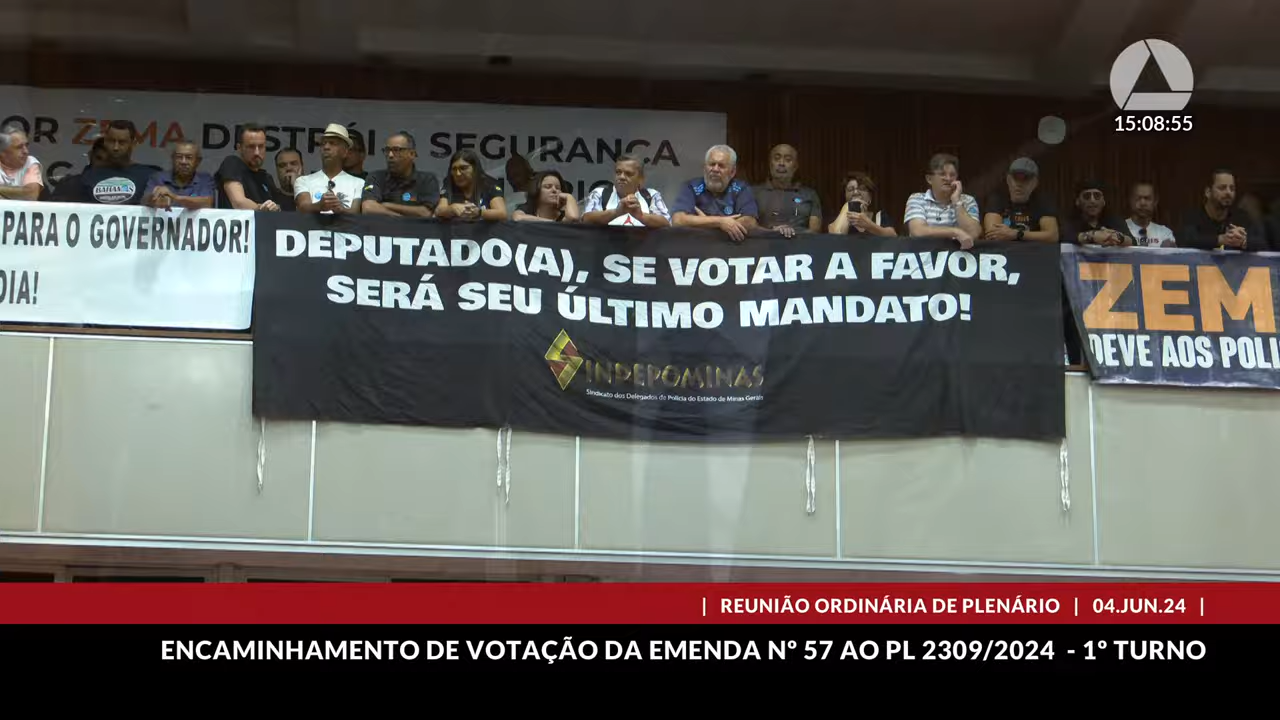 15:08:55
ZEMA DESTRÓI A SEGURANÇA
PARA O GOVERNADOR!
DIA!
DEPUTADO(A), SE VOTAR A FAVOR,
SERÁ SEU ÚLTIMO MANDATO!
SINDEPOMINAS
Sindicato dos Delegados de Polícia do Estado de Minas Gerais
ZEM
DEVE AOS POLI
| REUNIÃO ORDINÁRIA DE PLENÁRIO | 04.JUN.24 |
ENCAMINHAMENTO DE VOTAÇÃO DA EMENDA Nº 57 AO PL 2309/2024 - 1º TURNO